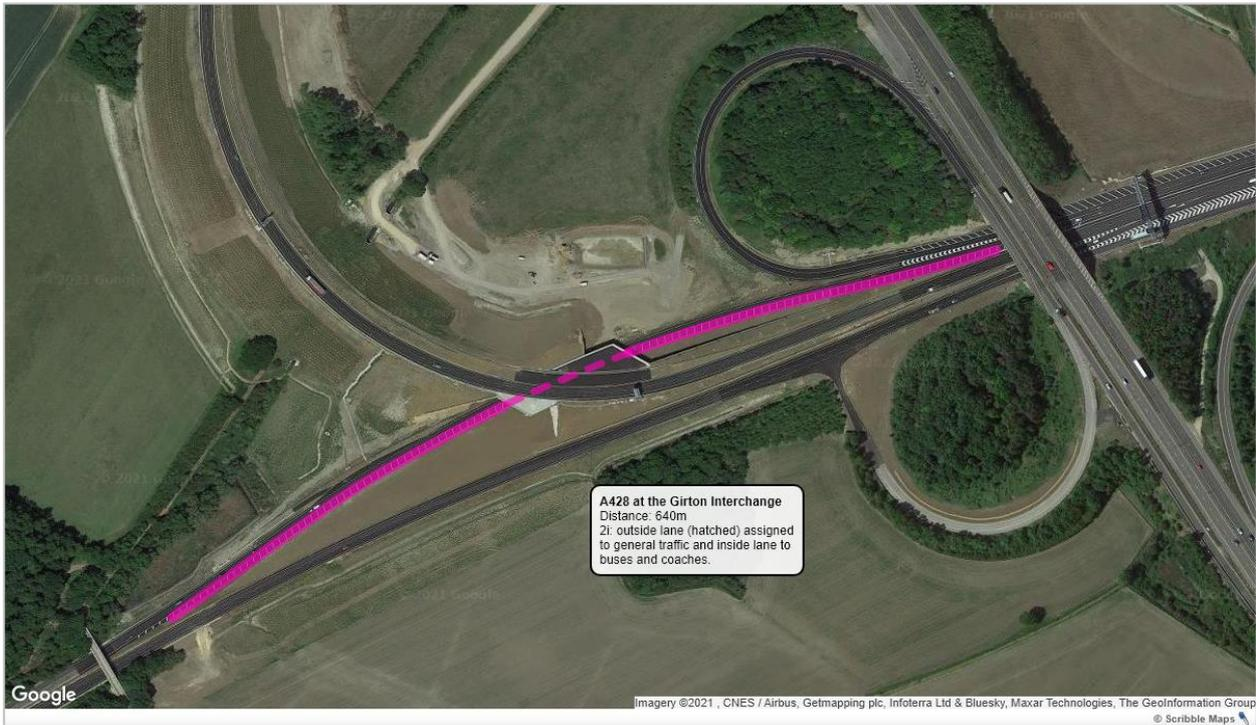 A428 at the Girton Interchange
Distance: 640m
2i: outside lane (hatched) assigned
to general traffic and inside lane to
buses and coaches.
Google
Imagery ©2021 , CNES / Airbus, Getmapping plc, Infoterra Ltd & Bluesky, Maxar Technologies, The GeoInformation Group
© Scribble Maps